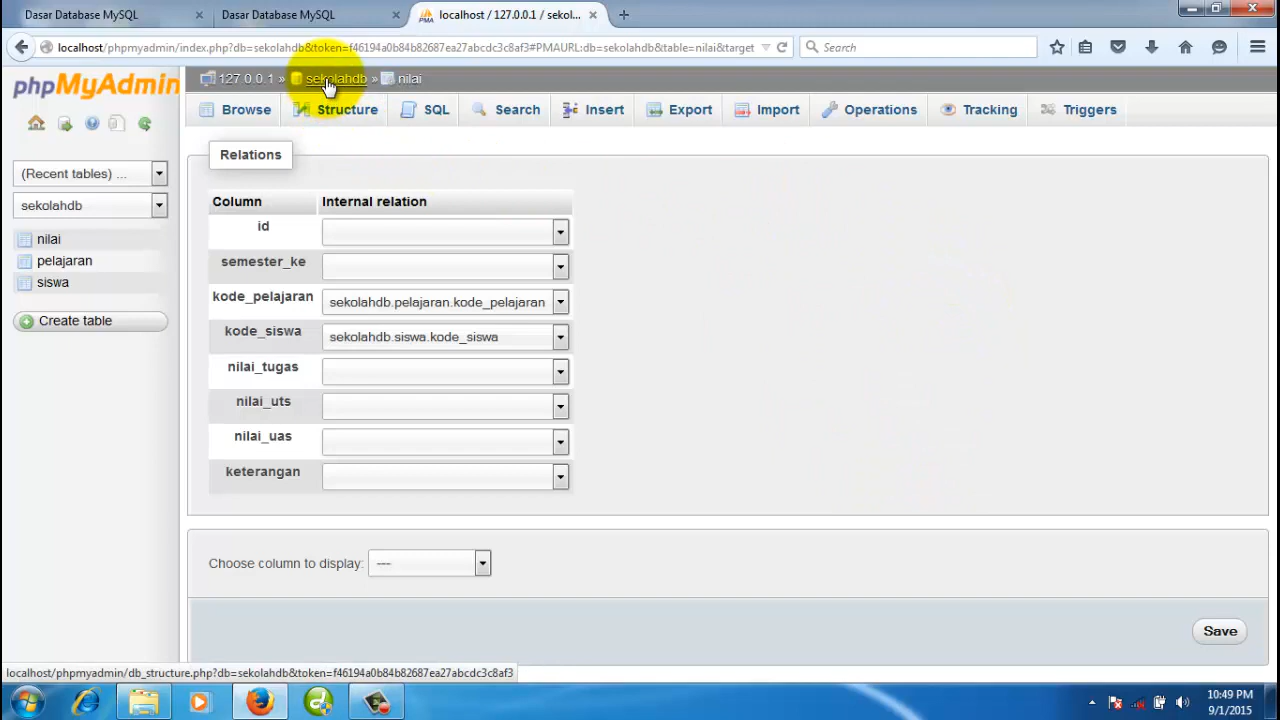 Dasar Database MySQL
Dasar Database MySQL
PMA localhost / 127.0.0.1 / sekol...
localhost/phpmyadmin/index.php?db=sekolahdb&token=f46194a0b84b82687ea27abcdc3c8af3#PMAURL:db=sekolahdb&table=nilai&target
Search
phpMyAdmin
127.0.0.1 » sekolahdb » nilai
Browse Structure SQL Search Insert Export Import Operations Tracking Triggers
(Recent tables) ...
sekolahdb
nilai
pelajaran
siswa
Create table
Relations
Column Internal relation
id
semester_ke
kode_pelajaran sekolahdb.pelajaran.kode_pelajaran
kode_siswa sekolahdb.siswa.kode_siswa
nilai_tugas
nilai_uts
nilai_uas
keterangan
Choose column to display: ---
Save
localhost/phpmyadmin/db_structure.php?db=sekolahdb&token=f46194a0b84b82687ea27abcdc3c8af3
10:49 PM
9/1/2015